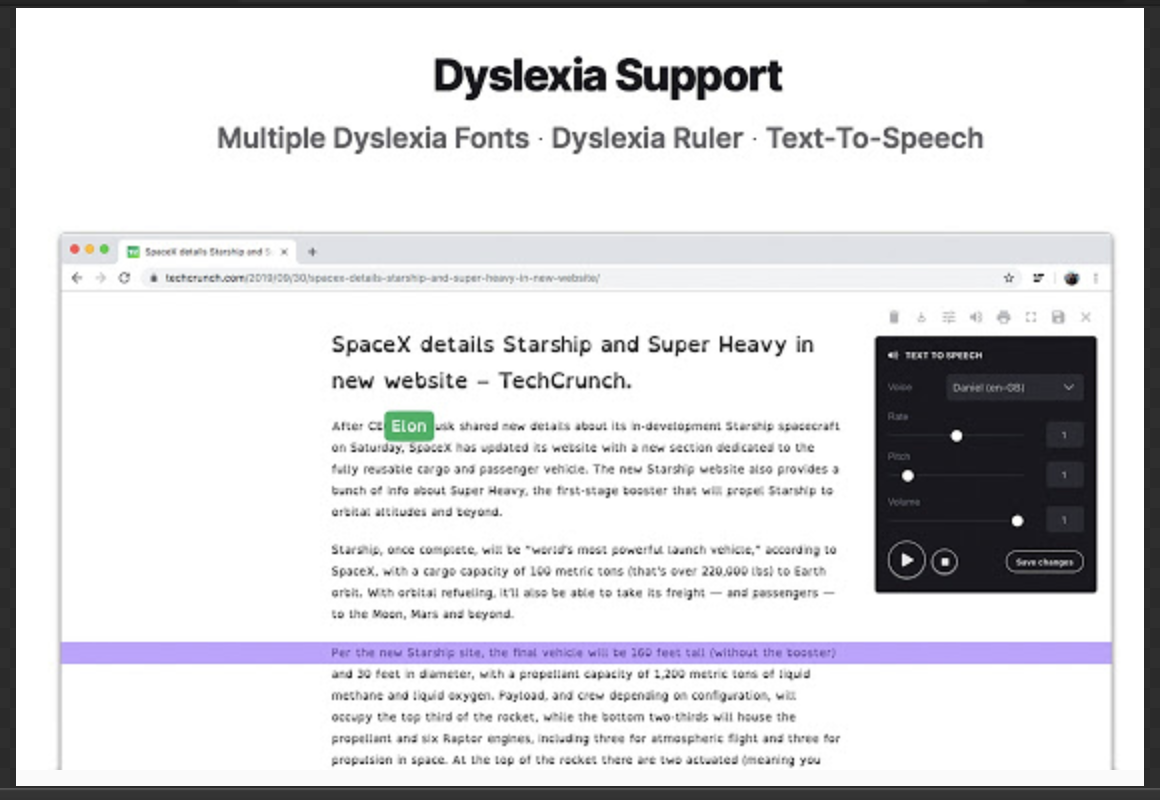 Dyslexia Support
Multiple Dyslexia Fonts · Dyslexia Ruler · Text-To-Speech
SpaceX details Starship and S
techcrunch.com/2019/09/30/spacex-details-starship-and-super-heavy-in-new-website/
SpaceX details Starship and Super Heavy in
new website – TechCrunch.
TEXT TO SPEECH
Voice Daniel (en-GB)
Rate 1
Pitch 1
Volume 1
Save changes
After CE Elon usk shared new details about its in-development Starship spacecraft
on Saturday, SpaceX has updated its website with a new section dedicated to the
fully reusable cargo and passenger vehicle. The new Starship website also provides a
bunch of info about Super Heavy, the first-stage booster that will propel Starship to
orbital altitudes and beyond.
Starship, once complete, will be "world's most powerful launch vehicle," according to
SpaceX, with a cargo capacity of 100 metric tons (that's over 220,000 lbs) to Earth
orbit. With orbital refueling, it'll also be able to take its freight — and passengers —
to the Moon, Mars and beyond.
Per the new Starship site, the final vehicle will be 160 feet tall (without the booster)
and 30 feet in diameter, with a propellant capacity of 1,200 metric tons of liquid
methane and liquid oxygen. Payload, and crew depending on configuration, will
occupy the top third of the rocket, while the bottom two-thirds will house the
propellant and six Raptor engines, including three for atmospheric flight and three for
propulsion in space. At the top of the rocket there are two actuated (meaning you